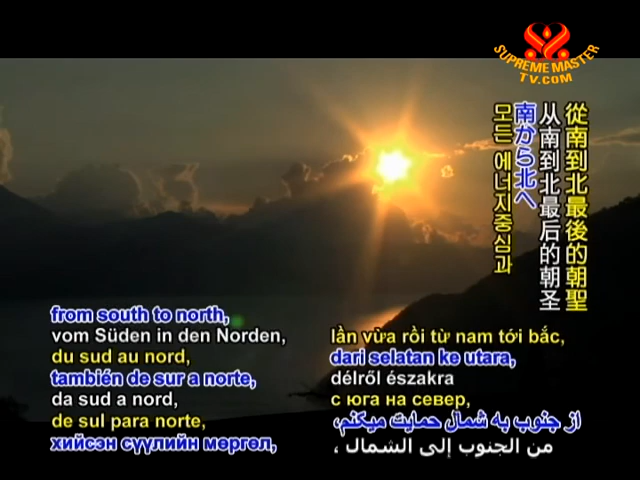 SUPREME MASTER
TV.COM
從南到北最後的朝聖
从南到北最后的朝圣
南から北へ
모든 에너지중심과
from south to north,
vom Süden in den Norden,
du sud au nord,
también de sur a norte,
da sud a nord,
de sul para norte,
хийсэн сүүлийн мөргөл,
lần vừa rồi từ nam tới bắc,
dari selatan ke utara,
délről északra
с юга на север,
از جنوب به شمال حمایت میکنم،
من الجنوب إلى الشمال ،